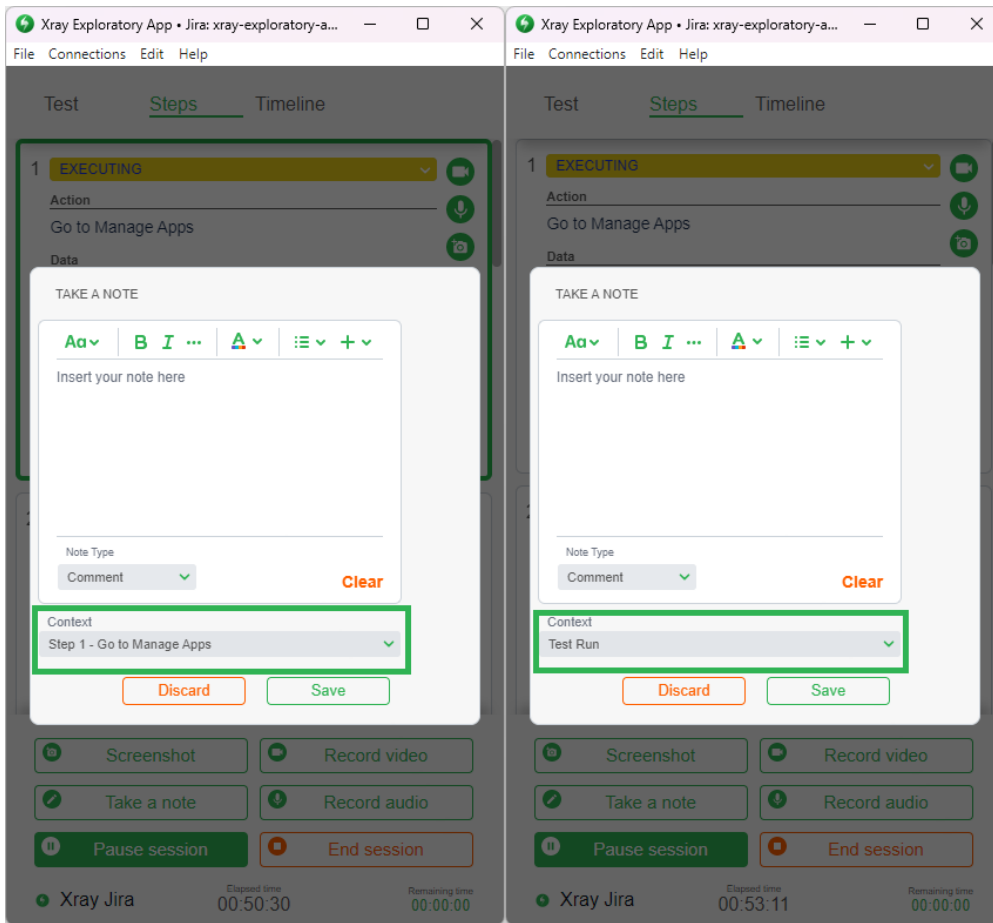 Xray Exploratory App • Jira: xray-exploratory-a...
File Connections Edit Help
Test Steps Timeline
1 EXECUTING
Action
Go to Manage Apps
Data
TAKE A NOTE
Aa B I ... A
Insert your note here
Note Type
Comment
Clear
Context
Step 1 - Go to Manage Apps
Discard Save
Screenshot Record video
Take a note Record audio
Pause session End session
Xray Jira
Elapsed time
00:50:30
Remaining time
00:00:00
Xray Exploratory App • Jira: xray-exploratory-a...
File Connections Edit Help
Test Steps Timeline
1 EXECUTING
Action
Go to Manage Apps
Data
TAKE A NOTE
Aa B I ... A
Insert your note here
Note Type
Comment
Clear
Context
Test Run
Discard Save
Screenshot Record video
Take a note Record audio
Pause session End session
Xray Jira
Elapsed time
00:53:11
Remaining time
00:00:00